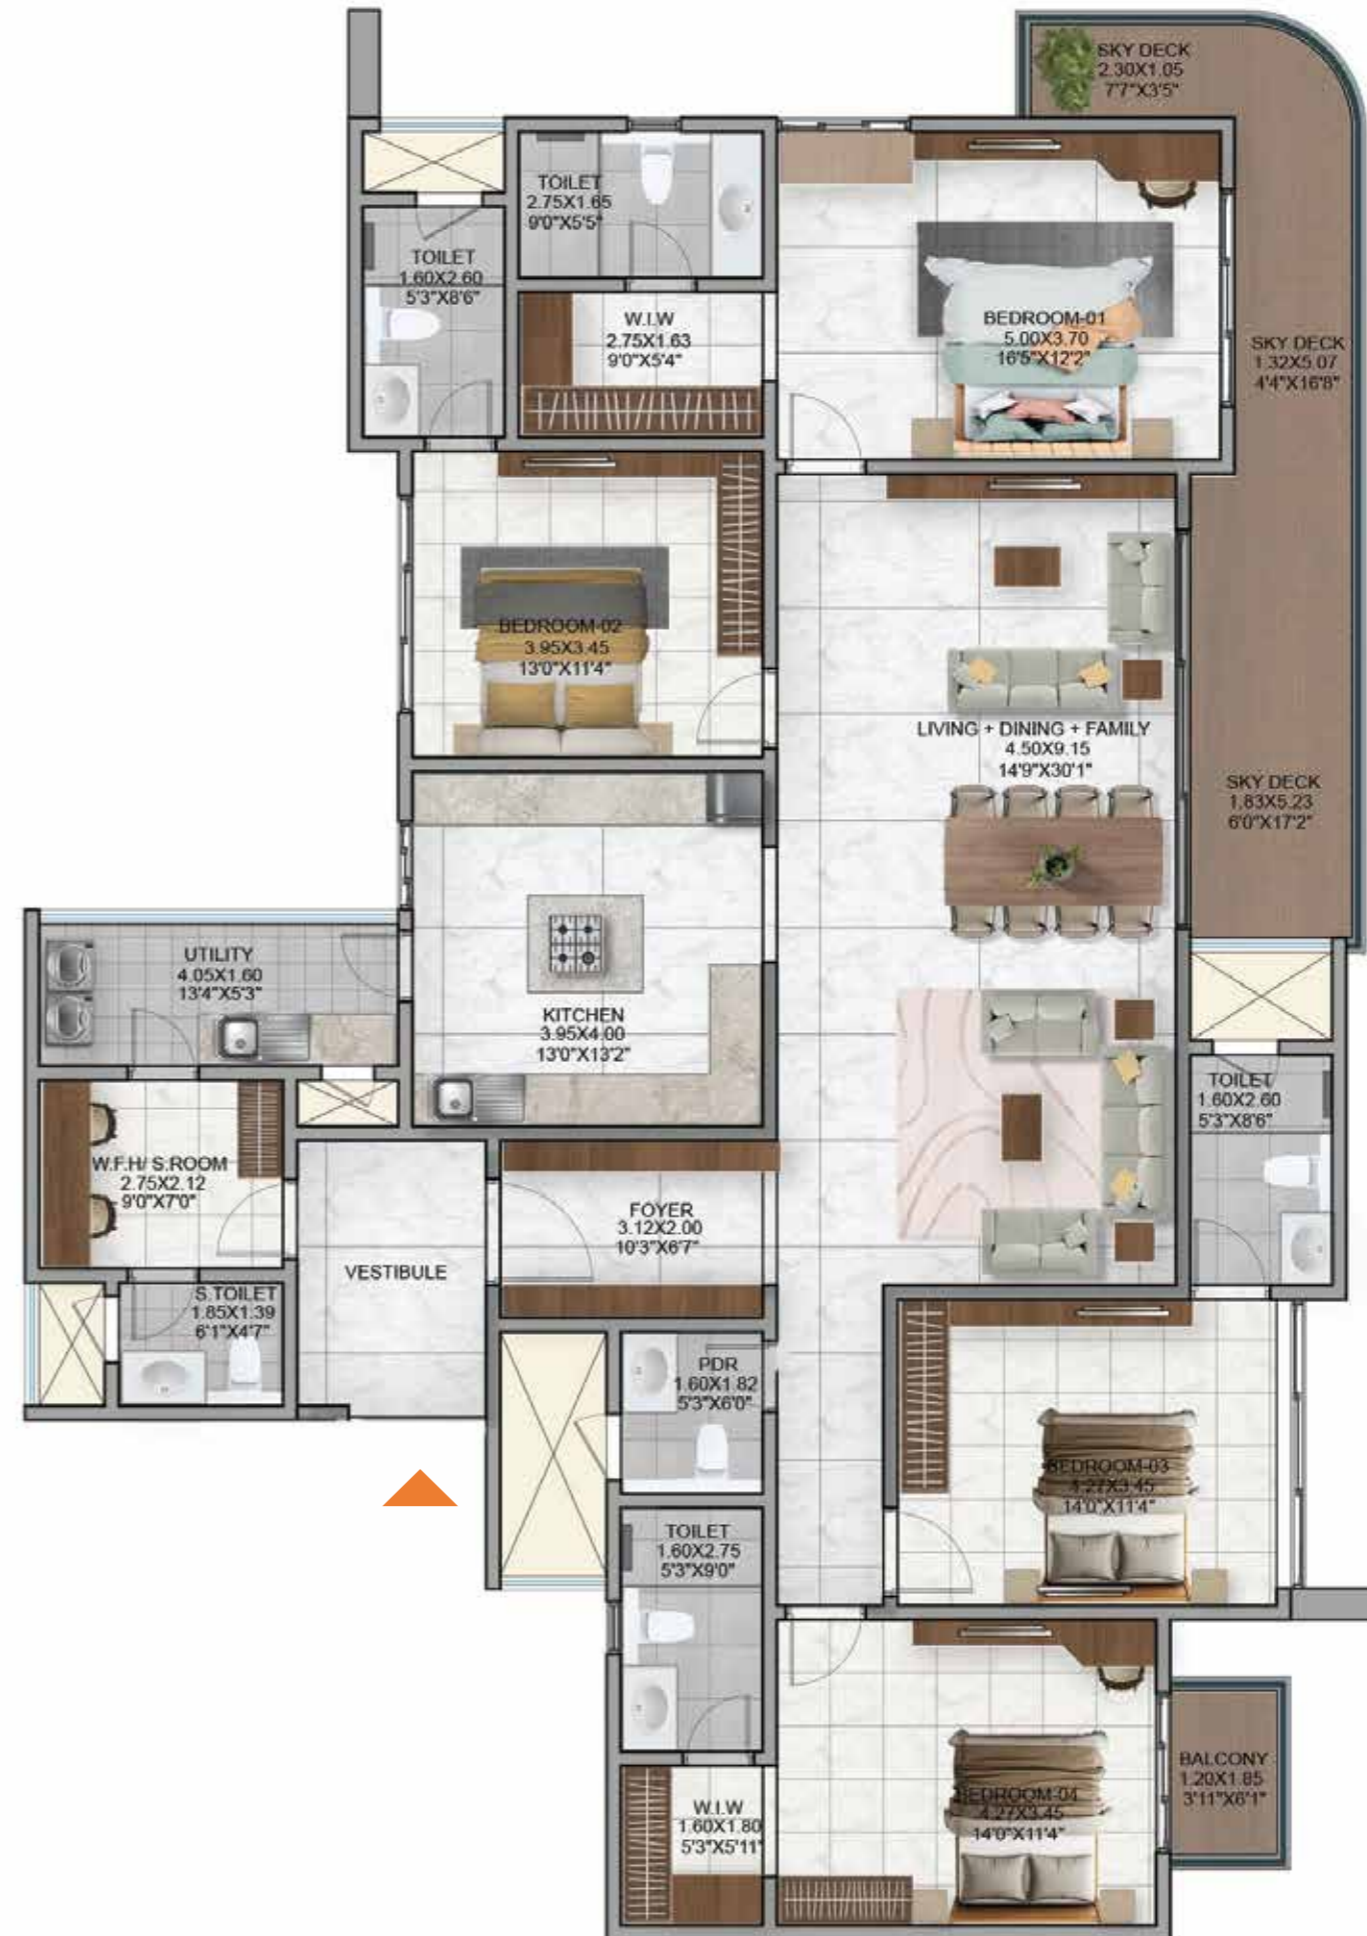 SKY DECK
2.30X1.05
7'7"X3'5"
TOILET
2.75X1.65
9'0"X5'5"
TOILET
1.60X2.60
5'3"X8'6"
W.I.W
2.75X1.63
9'0"X5'4"
BEDROOM-01
5.00X3.70
16'5"X12'2"
SKY DECK
1.32X5.07
4'4"X16'8"
BEDROOM-02
3.95X3.45
13'0"X11'4"
LIVING + DINING + FAMILY
4.50X9.15
14'9"X30'1"
SKY DECK
1.83X5.23
6'0"X17'2"
UTILITY
4.05X1.60
13'4"X5'3"
KITCHEN
3.95X4.00
13'0"X13'2"
TOILET
1.60X2.60
5'3"X8'6"
W.F.H/ S.ROOM
2.75X2.12
9'0"X7'0"
FOYER
3.12X2.00
10'3"X6'7"
VESTIBULE
S.TOILET
1.85X1.39
6'1"X4'7"
PDR
1.60X1.82
5'3"X6'0"
BEDROOM-03
4.27X3.45
14'0"X11'4"
TOILET
1.60X2.75
5'3"X9'0"
BALCONY
1.20X1.85
3'11"X6'1"
BEDROOM-04
4.27X3.45
14'0"X11'4"
W.I.W
1.60X1.80
5'3"X5'11"